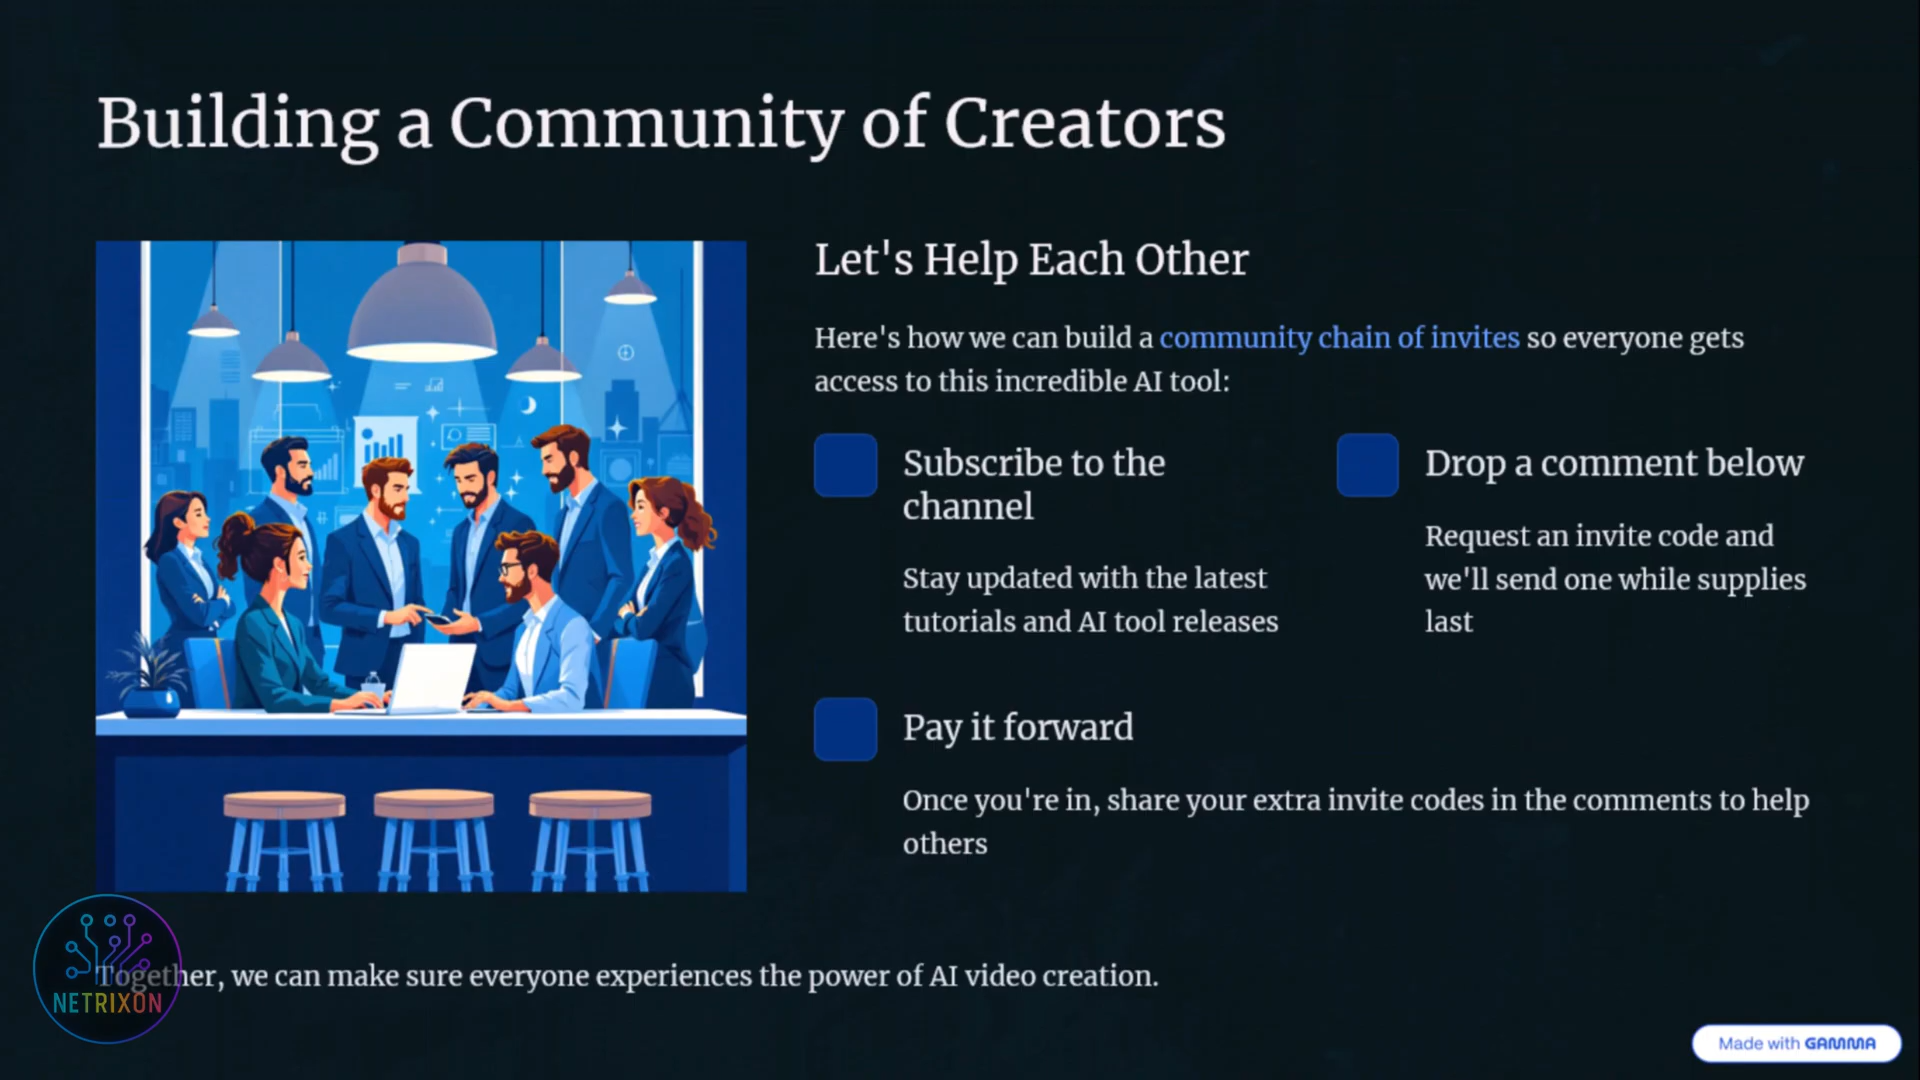 Building a Community of Creators
Let's Help Each Other
Here's how we can build a community chain of invites so everyone gets
access to this incredible AI tool:
Subscribe to the
channel
Stay updated with the latest
tutorials and AI tool releases
Drop a comment below
Request an invite code and
we'll send one while supplies
last
Pay it forward
Once you're in, share your extra invite codes in the comments to help
others
Together, we can make sure everyone experiences the power of AI video creation.
NETRIXON
Made with GAMMA